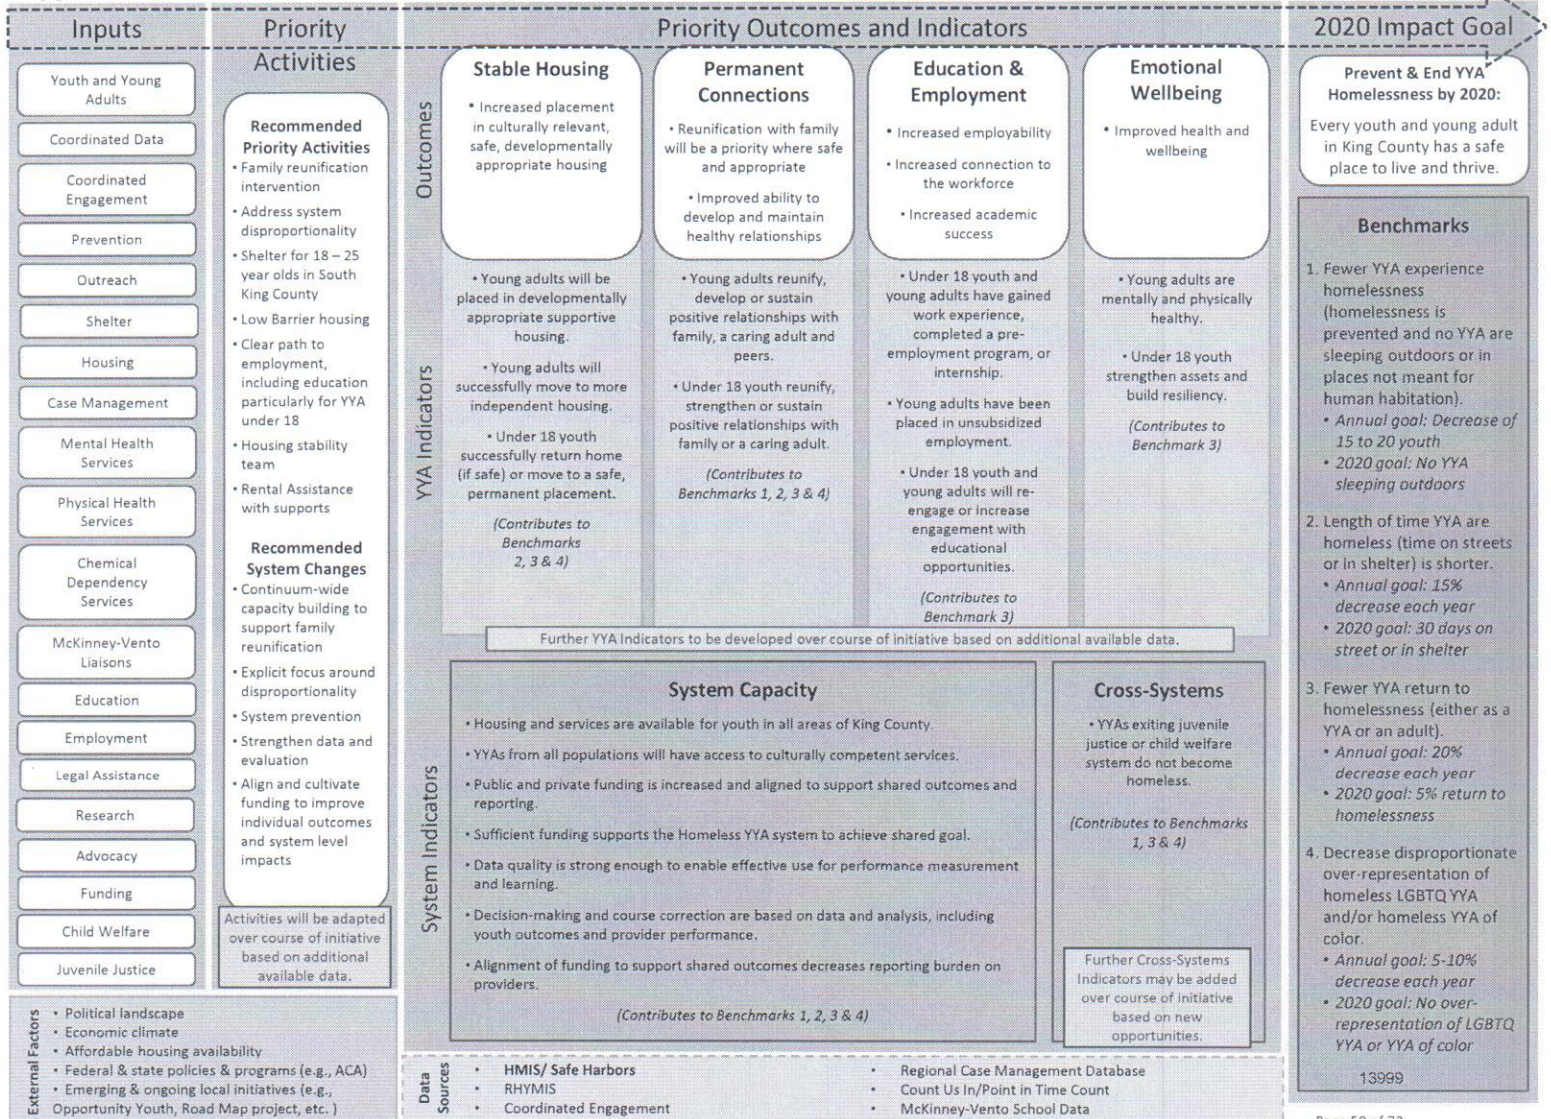 Inputs
Youth and Young
Adults
Coordinated Data
Coordinated
Engagement
Prevention
Outreach
Shelter
Housing
Case Management
Mental Health
Services
Physical Health
Services
Chemical
Dependency
Services
McKinney-Vento
Liaisons
Education
Employment
Legal Assistance
Research
Advocacy
Funding
Child Welfare
Juvenile Justice
Priority
Activities
Recommended
Priority Activities
• Family reunification
intervention
• Address system
disproportionality
• Shelter for 18 – 25
year olds in South
King County
• Low Barrier housing
• Clear path to
employment,
including education
particularly for YYA
under 18
• Housing stability
team
• Rental Assistance
with supports
Recommended
System Changes
• Continuum-wide
capacity building to
support family
reunification
• Explicit focus around
disproportionality
• System prevention
• Strengthen data and
evaluation
• Align and cultivate
funding to improve
individual outcomes
and system level
impacts
Activities will be adapted
over course of initiative
based on additional
available data.
External Factors
• Political landscape
• Economic climate
• Affordable housing availability
• Federal & state policies & programs (e.g., ACA)
• Emerging & ongoing local initiatives (e.g.,
Opportunity Youth, Road Map project, etc. )
Priority Outcomes and Indicators
Outcomes
Stable Housing
• Increased placement
in culturally relevant,
safe, developmentally
appropriate housing
Permanent
Connections
• Reunification with family
will be a priority where safe
and appropriate
• Improved ability to
develop and maintain
healthy relationships
Education &
Employment
• Increased employability
• Increased connection to
the workforce
• Increased academic
success
Emotional
Wellbeing
• Improved health and
wellbeing
YYA Indicators
• Young adults will be
placed in developmentally
appropriate supportive
housing.
• Young adults will
successfully move to more
independent housing.
• Under 18 youth
successfully return home
(if safe) or move to a safe,
permanent placement.
(Contributes to
Benchmarks
2, 3 & 4)
• Young adults reunify,
develop or sustain
positive relationships with
family, a caring adult and
peers.
• Under 18 youth reunify,
strengthen or sustain
positive relationships with
family or a caring adult.
(Contributes to
Benchmarks 1, 2, 3 & 4)
• Under 18 youth and
young adults have gained
work experience,
completed a pre-
employment program, or
internship.
• Young adults have been
placed in unsubsidized
employment.
• Under 18 youth and
young adults will re-
engage or increase
engagement with
educational
opportunities.
(Contributes to
Benchmark 3)
• Young adults are
mentally and physically
healthy.
• Under 18 youth
strengthen assets and
build resiliency.
(Contributes to
Benchmark 3)
Further YYA Indicators to be developed over course of initiative based on additional available data.
System Indicators
System Capacity
• Housing and services are available for youth in all areas of King County.
• YYAs from all populations will have access to culturally competent services.
• Public and private funding is increased and aligned to support shared outcomes and
reporting.
• Sufficient funding supports the Homeless YYA system to achieve shared goal.
• Data quality is strong enough to enable effective use for performance measurement
and learning.
• Decision-making and course correction are based on data and analysis, including
youth outcomes and provider performance.
• Alignment of funding to support shared outcomes decreases reporting burden on
providers.
(Contributes to Benchmarks 1, 2, 3 & 4)
Cross-Systems
• YYAs exiting juvenile
justice or child welfare
system do not become
homeless.
(Contributes to Benchmarks
1, 3 & 4)
Further Cross-Systems
Indicators may be added
over course of initiative
based on new
opportunities.
Data
Sources
• HMIS/ Safe Harbors
• RHYMIS
• Coordinated Engagement
• Regional Case Management Database
• Count Us In/Point in Time Count
• McKinney-Vento School Data
2020 Impact Goal
Prevent & End YYA
Homelessness by 2020:
Every youth and young adult
in King County has a safe
place to live and thrive.
Benchmarks
1. Fewer YYA experience
homelessness
(homelessness is
prevented and no YYA are
sleeping outdoors or in
places not meant for
human habitation).
• Annual goal: Decrease of
15 to 20 youth
• 2020 goal: No YYA
sleeping outdoors
2. Length of time YYA are
homeless (time on streets
or in shelter) is shorter.
• Annual goal: 15%
decrease each year
• 2020 goal: 30 days on
street or in shelter
3. Fewer YYA return to
homelessness (either as a
YYA or an adult).
• Annual goal: 20%
decrease each year
• 2020 goal: 5% return to
homelessness
4. Decrease disproportionate
over-representation of
homeless LGBTQ YYA
and/or homeless YYA of
color.
• Annual goal: 5-10%
decrease each year
• 2020 goal: No over-
representation of LGBTQ
YYA or YYA of color
13999